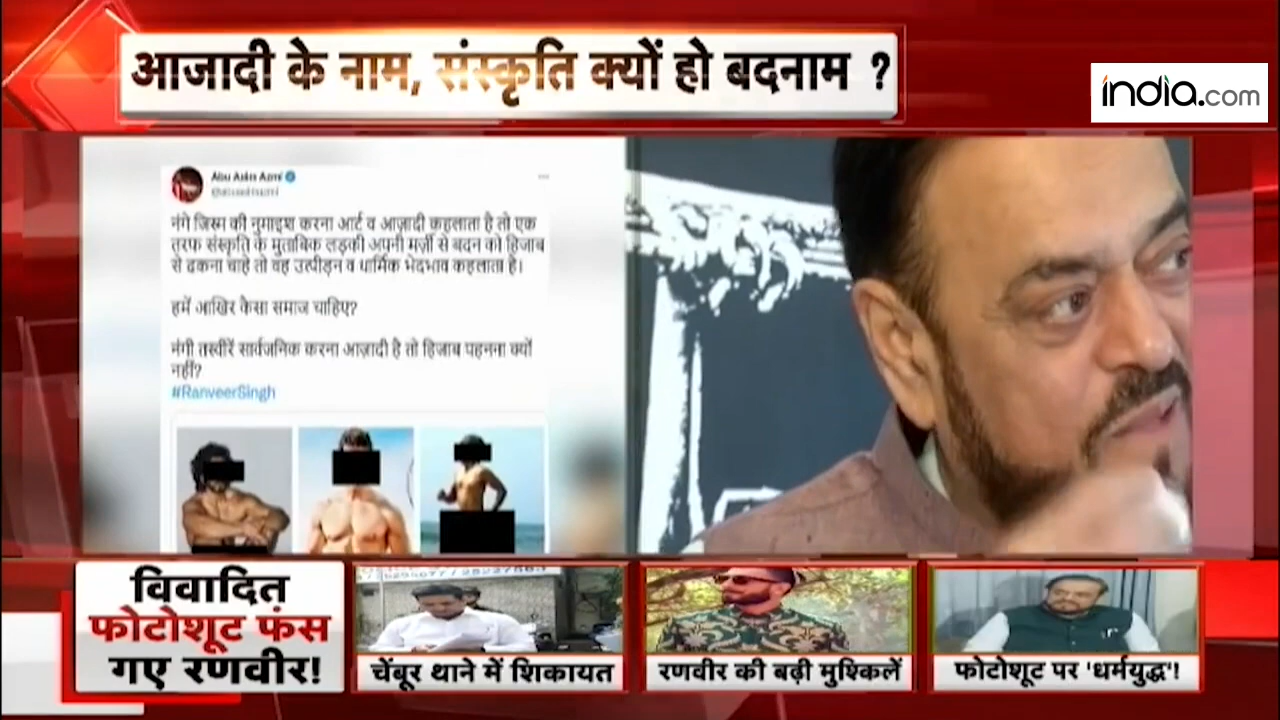 आजादी के नाम, संस्कृति क्यों हो बदनाम ?
india.com
Abu Asim Azmi
@abuasimazmi
नंगे जिस्म की नुमाइश करना आर्ट व आज़ादी कहलाता है तो एक
तरफ संस्कृति के मुताबिक लड़की अपनी मर्ज़ी से बदन को हिजाब
से ढकना चाहे तो वह उत्पीड़न व धार्मिक भेदभाव कहलाता है।
हमें आखिर कैसा समाज चाहिए?
नंगी तस्वीरें सार्वजनिक करना आज़ादी है तो हिजाब पहनना क्यों
नहीं?
#RanveerSingh
विवादित
फोटोशूट फंस
गए रणवीर!
चेंबूर थाने में शिकायत
रणवीर की बढ़ी मुश्किलें
फोटोशूट पर 'धर्मयुद्ध'!